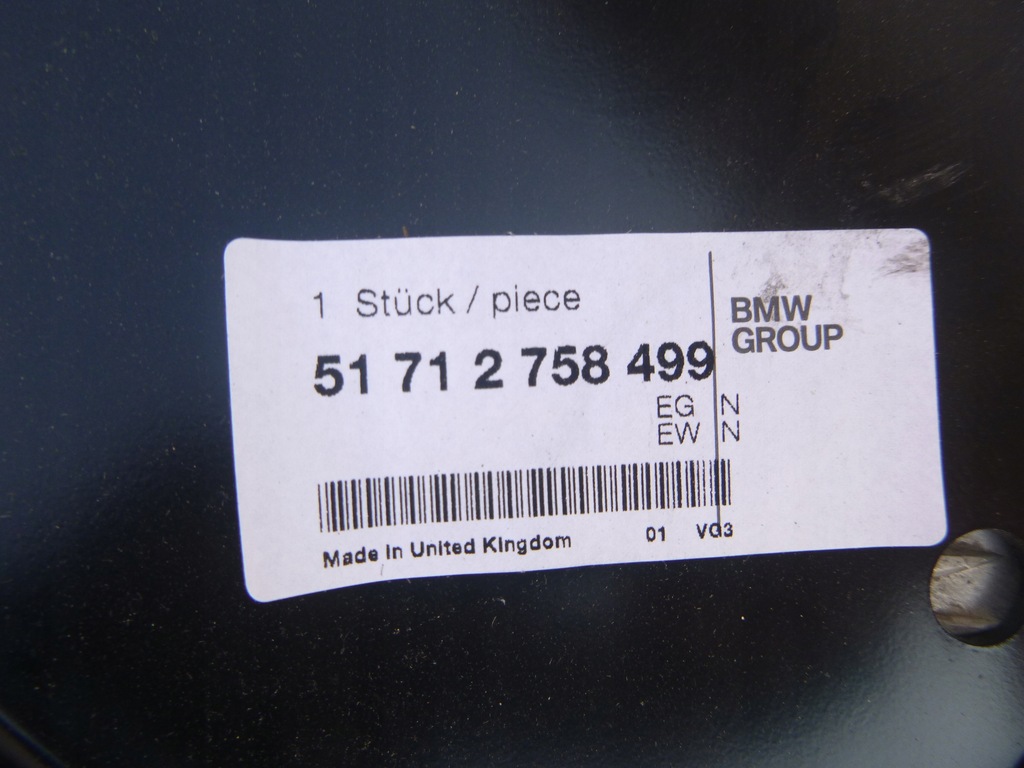 1 Stück / piece
51 71 2 758 499
BMW
GROUP
EG N
EW N
Made in United Kingdom 01 VG3